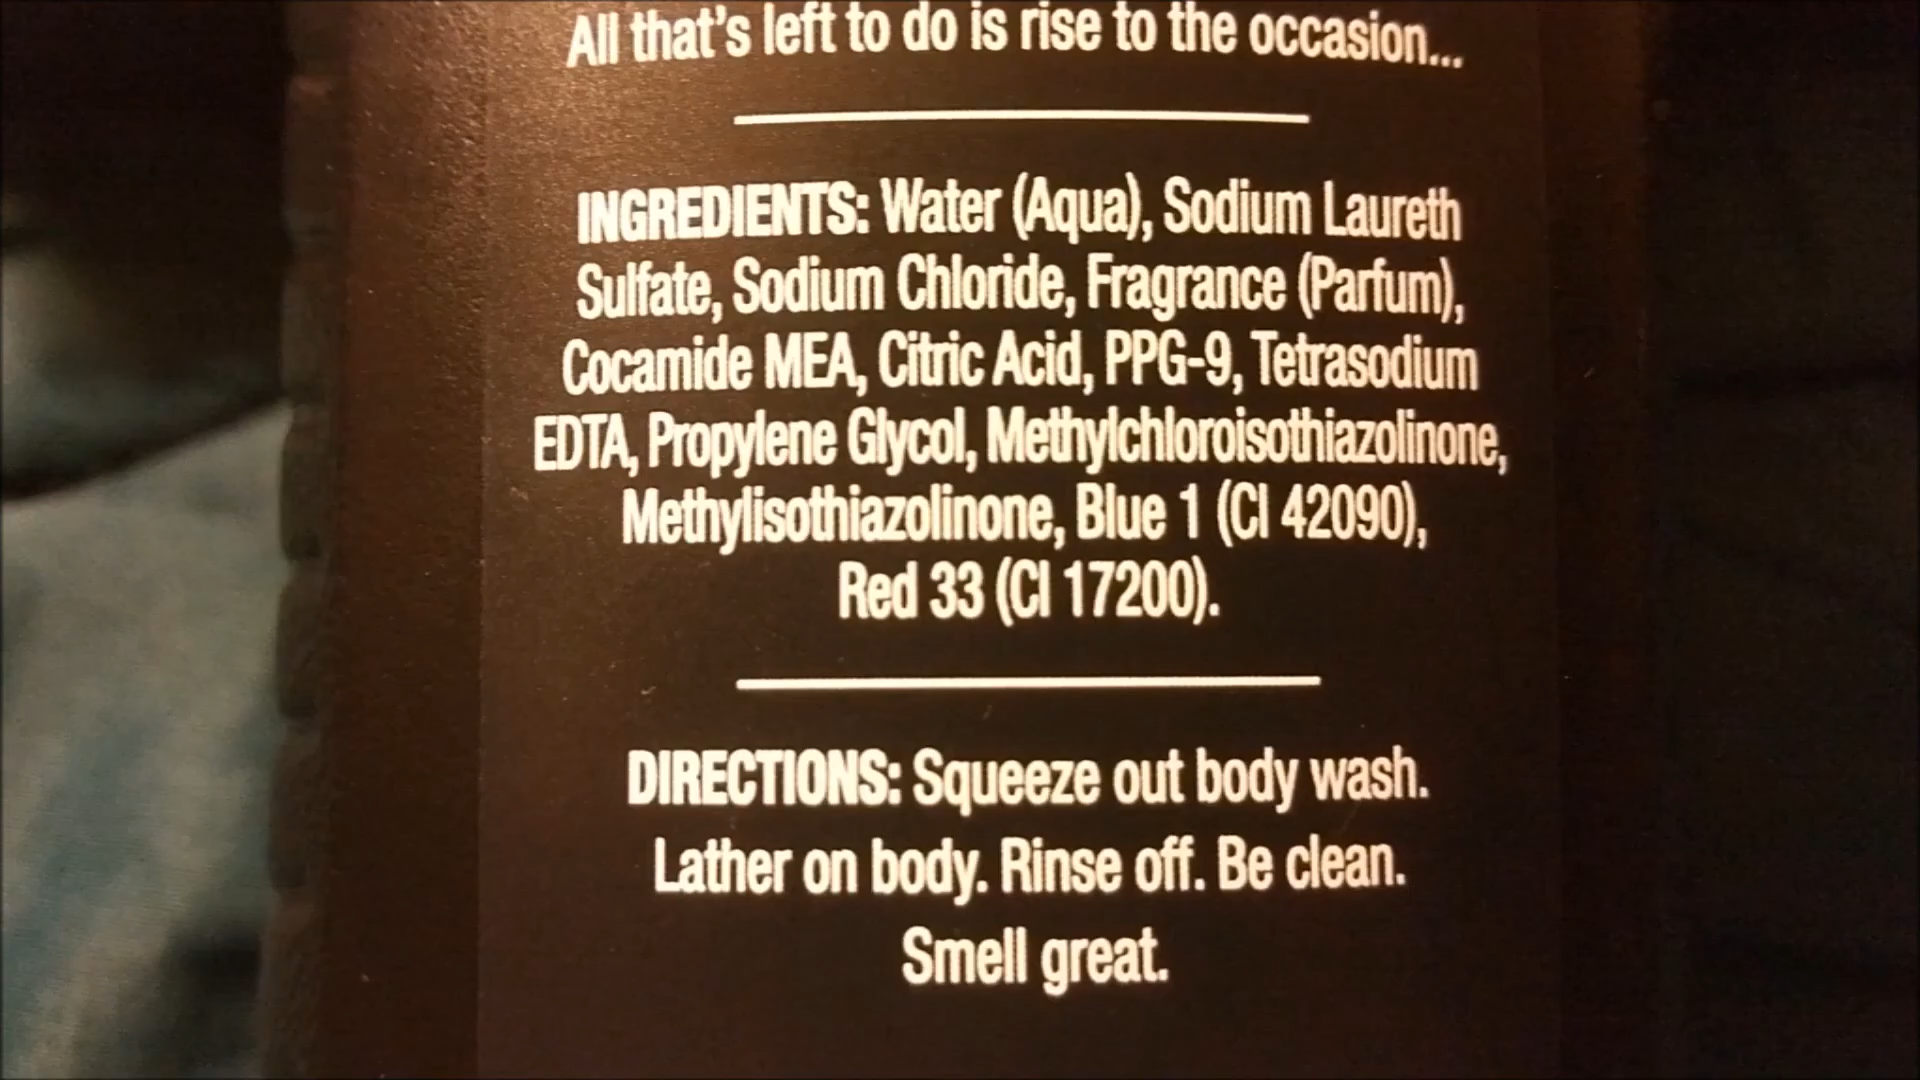 All that's left to do is rise to the occasion...
INGREDIENTS: Water (Aqua), Sodium Laureth
Sulfate, Sodium Chloride, Fragrance (Parfum),
Cocamide MEA, Citric Acid, PPG-9, Tetrasodium
EDTA, Propylene Glycol, Methylchloroisothiazolinone,
Methylisothiazolinone, Blue 1 (CI 42090),
Red 33 (CI 17200).
DIRECTIONS: Squeeze out body wash.
Lather on body. Rinse off. Be clean.
Smell great.